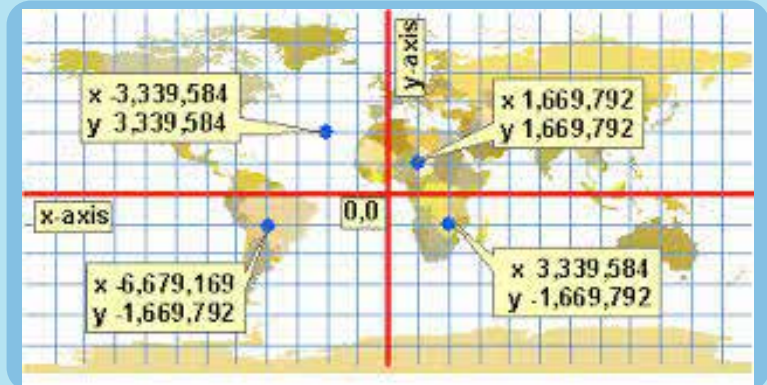 y-axis
x -3,339,584
y 3,339,584
x 1,669,792
y 1,669,792
x-axis
0,0
x -6,679,169
y -1,669,792
x 3,339,584
y -1,669,792